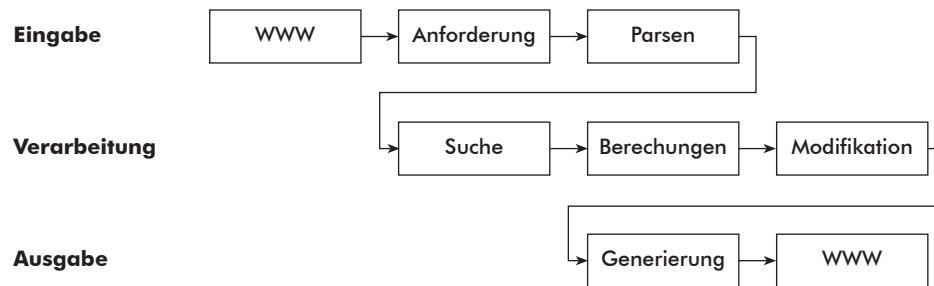 Eingabe WWW Anforderung Parsen
Verarbeitung Suche Berechungen Modifikation
Ausgabe Generierung WWW